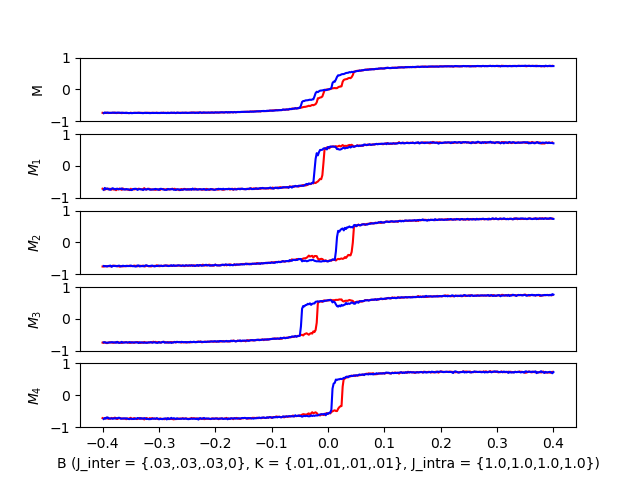 1
0
−1
M
1
0
−1
M₁
1
0
−1
M₂
1
0
−1
M₃
1
0
−1
M₄
−0.4 −0.3 −0.2 −0.1 0.0 0.1 0.2 0.3 0.4
B (J_inter = {.03,.03,.03,0}, K = {.01,.01,.01,.01}, J_intra = {1.0,1.0,1.0,1.0})